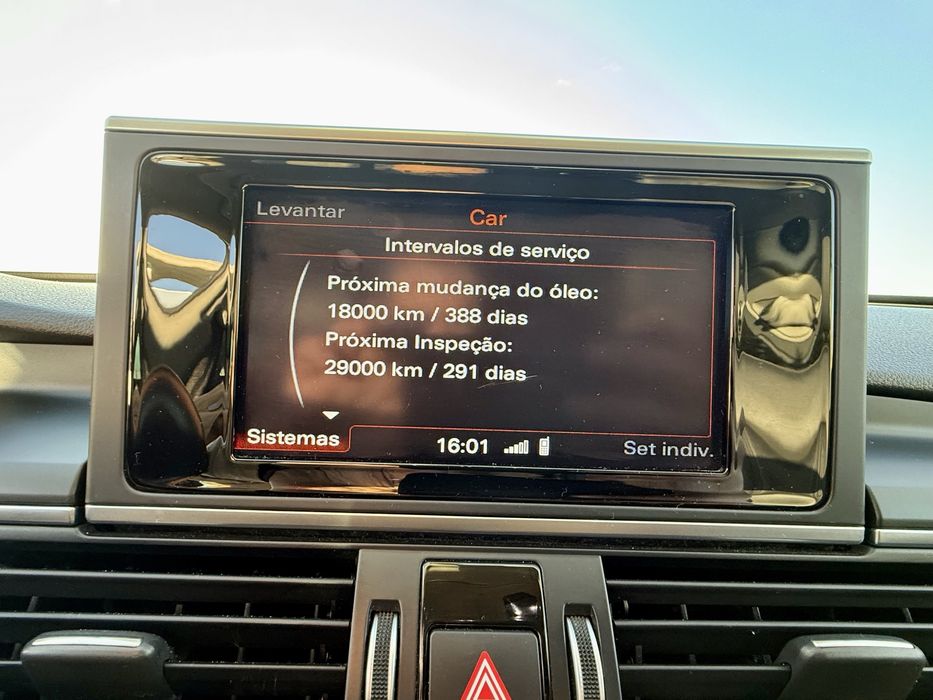 Levantar
Car
Intervalos de serviço
Próxima mudança do óleo:
18000 km / 388 dias
Próxima Inspeção:
29000 km / 291 dias
Sistemas
16:01
Set indiv.